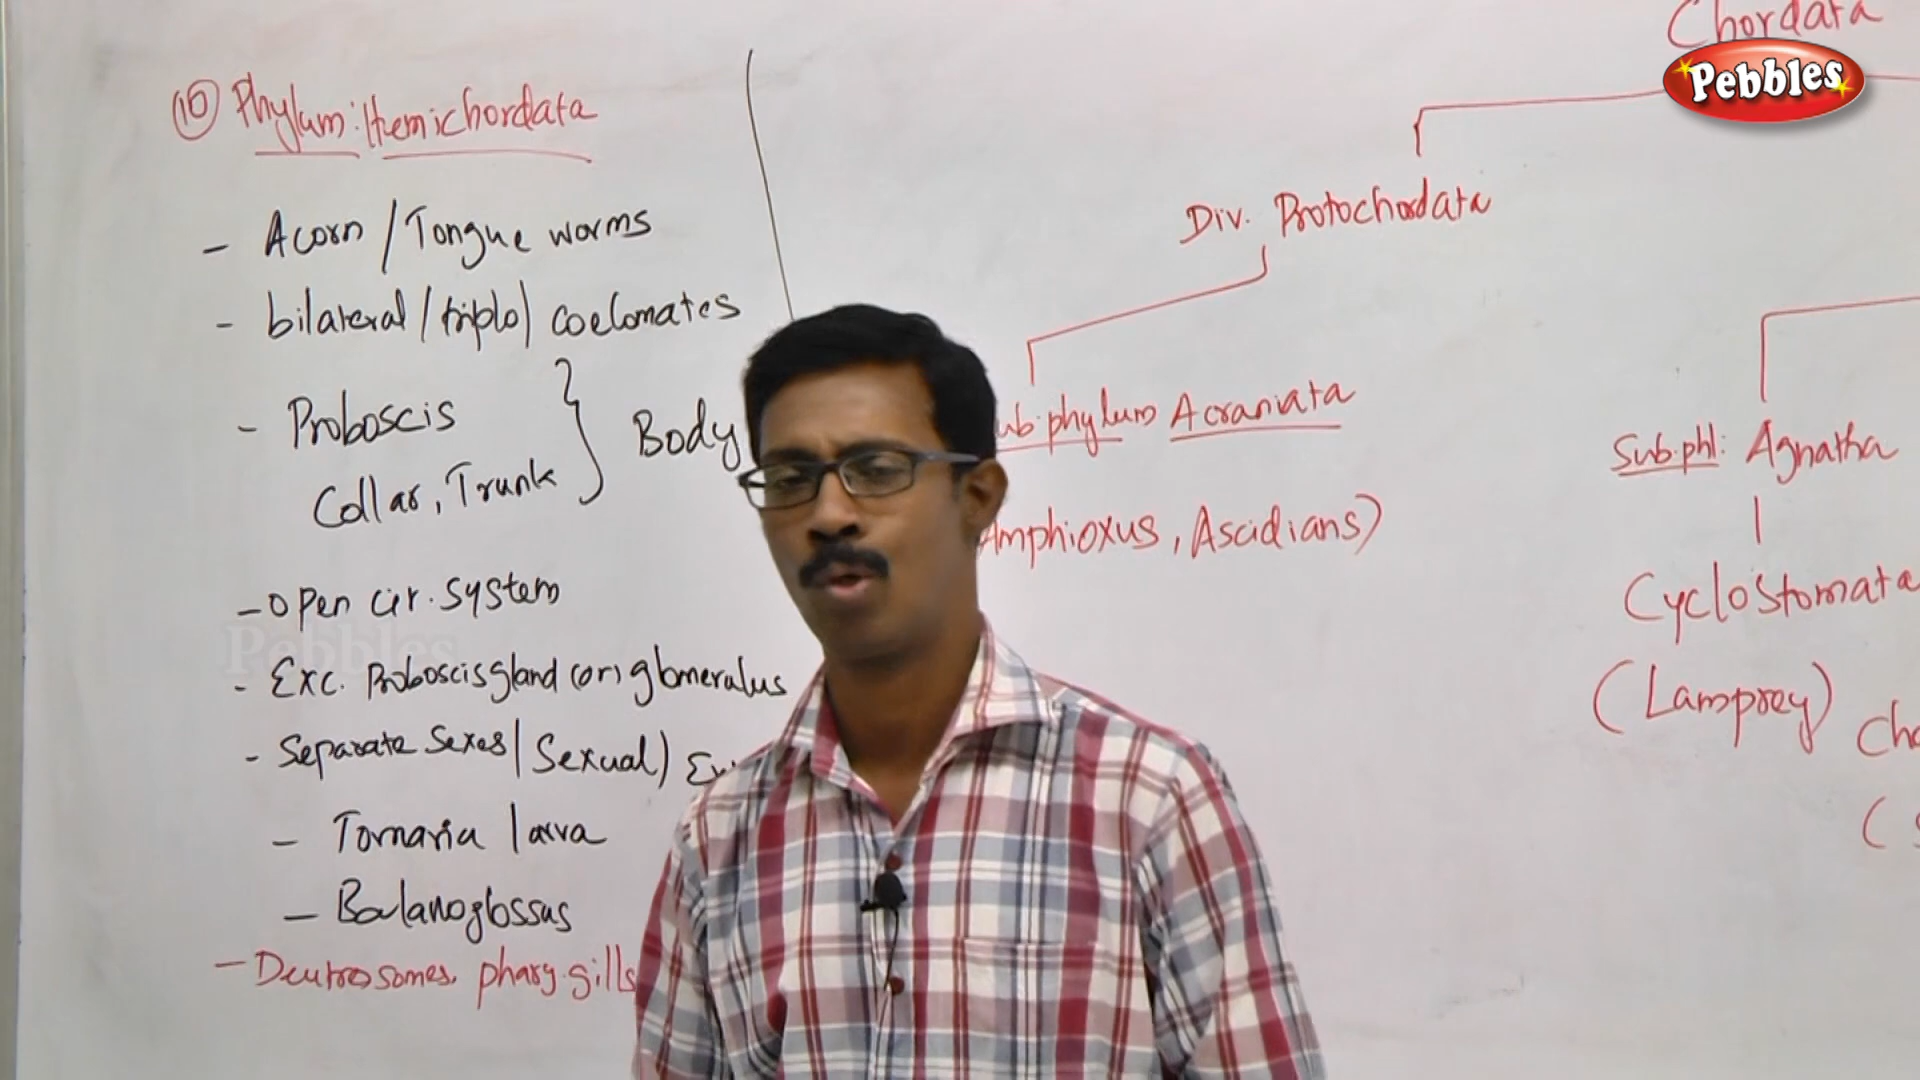 Chordata
Pebbles
10 Phylum: Hemichordata
- Acorn / Tongue worms
- bilateral / triplo / coelomates
- Proboscis
Collar, Trunk } Body
- Open cir. system
Pebbles
- Exc. Proboscis gland (or) glomeralus
- Separate sexes / Sexual)
- Tornaria larva
- Balanoglossus
- Deutrosomes. phary. gills
Div. Protochordata
ub.phylum Acraniata
Amphioxus, Ascidians)
Sub.phl: Agnatha
Cyclostomata
(Lamprey)